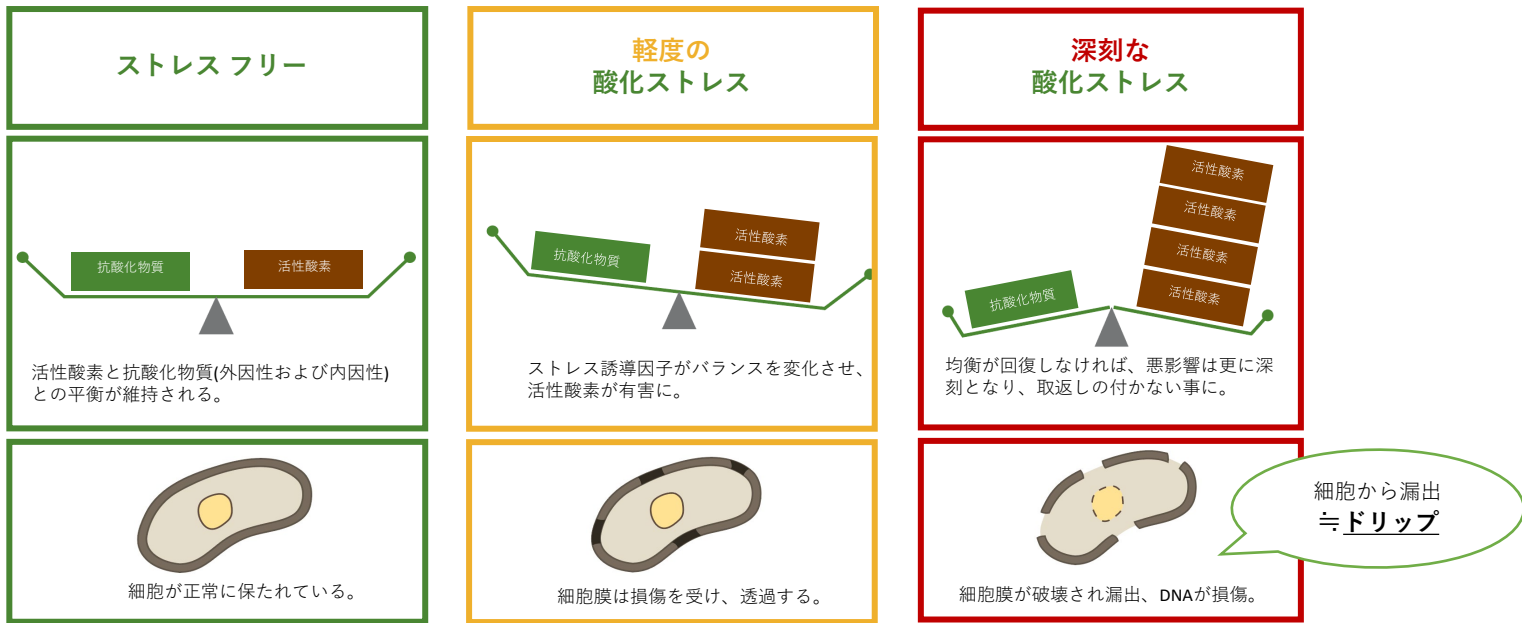 ストレス フリー
軽度の
酸化ストレス
深刻な
酸化ストレス
抗酸化物質
活性酸素
活性酸素と抗酸化物質(外因性および内因性)
との平衡が維持される。
抗酸化物質
活性酸素
活性酸素
ストレス誘導因子がバランスを変化させ、
活性酸素が有害に。
抗酸化物質
活性酸素
活性酸素
活性酸素
活性酸素
均衡が回復しなければ、悪影響は更に深
刻となり、取返しの付かない事に。
細胞が正常に保たれている。
細胞膜は損傷を受け、透過する。
細胞膜が破壊され漏出、DNAが損傷。
細胞から漏出
≒ドリップ